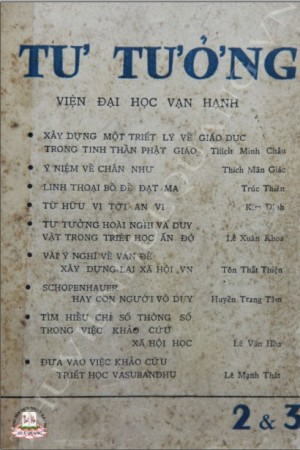 TƯ TƯỞNG
VIỆN ĐẠI HỌC VẠN HẠNH
XÂY DỰNG MỘT TRIẾT LÝ VỀ GIÁO DỤC
TRONG TINH THẦN PHẬT GIÁO Thích Minh Châu
Ý NIỆM VỀ CHÂN NHƯ Thích Mãn Giác
LINH THOẠI BỒ ĐỀ ĐẠT MA Trúc Thiên
TỪ HỮU VI TỚI AN VI Kim Định
TƯ TƯỞNG HOÀI NGHI VÀ DUY
VẬT TRONG TRIẾT HỌC ẤN ĐỘ Lê Xuân Khoa
VÀI Ý NGHĨ VỀ VẤN ĐỀ
XÂY DỰNG LẠI XÃ HỘI VN Tôn Thất Thiện
SCHOPENHAUER
HAY CON NGƯỜI VÔ DỤC Huyền Trang Tâm
TÌM HIỂU CHỈ SỐ THỐNG SỐ
TRONG VIỆC KHẢO CỨU
XÃ HỘI HỌC Lê Văn Hòa
ĐƯA VÀO VIỆC KHẢO CỨU
TRIẾT HỌC VASUBANDHU Lê Mạnh Thát
2 & 3